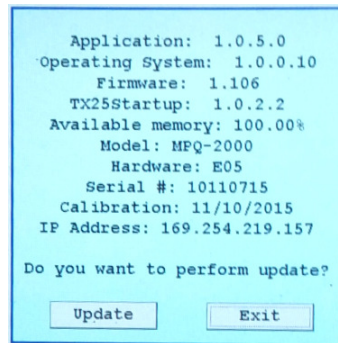 Application: 1.0.5.0
Operating System: 1.0.0.10
Firmware: 1.106
TX25Startup: 1.0.2.2
Available memory: 100.00%
Model: MPQ-2000
Hardware: E05
Serial #: 10110715
Calibration: 11/10/2015
IP Address: 169.254.219.157
Do you want to perform update?
Update Exit